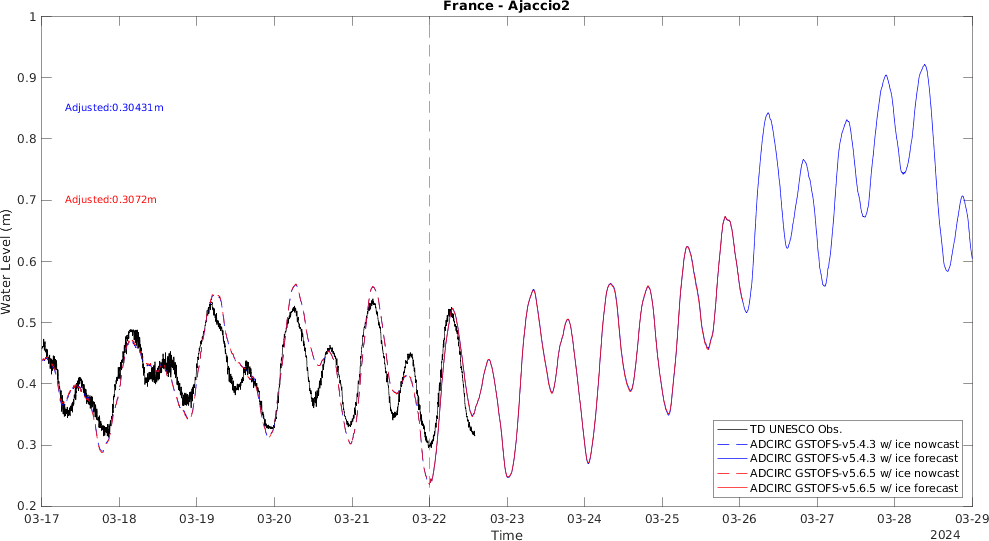 France - Ajaccio2
Water Level (m)
1
0.9
0.8
0.7
0.6
0.5
0.4
0.3
0.2
Adjusted:0.30431m
Adjusted:0.3072m
TD UNESCO Obs.
ADCIRC GSTOFS-v5.4.3 w/ ice nowcast
ADCIRC GSTOFS-v5.4.3 w/ ice forecast
ADCIRC GSTOFS-v5.6.5 w/ ice nowcast
ADCIRC GSTOFS-v5.6.5 w/ ice forecast
03-17 03-18 03-19 03-20 03-21 03-22 03-23 03-24 03-25 03-26 03-27 03-28 03-29
Time
2024